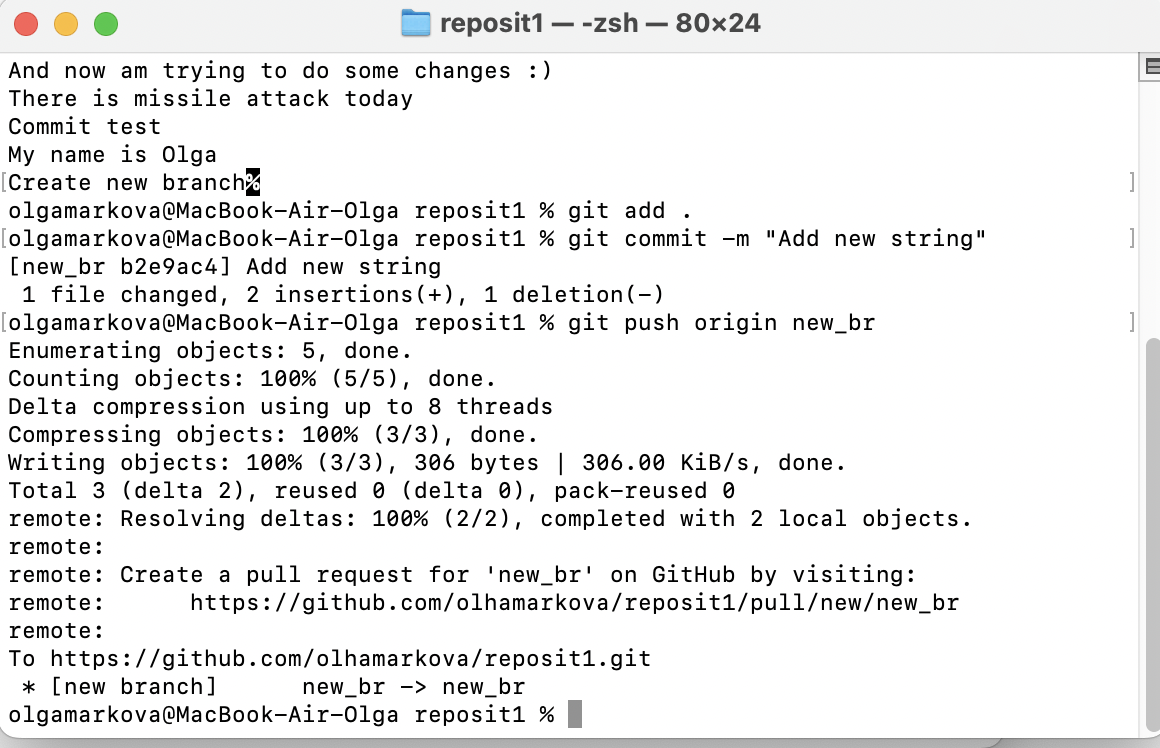 reposit1 — -zsh — 80×24
And now am trying to do some changes :)
There is missile attack today
Commit test
My name is Olga
[Create new branch% ]
olgamarkova@MacBook-Air-Olga reposit1 % git add .
[olgamarkova@MacBook-Air-Olga reposit1 % git commit -m "Add new string" ]
[new_br b2e9ac4] Add new string
 1 file changed, 2 insertions(+), 1 deletion(-)
[olgamarkova@MacBook-Air-Olga reposit1 % git push origin new_br ]
Enumerating objects: 5, done.
Counting objects: 100% (5/5), done.
Delta compression using up to 8 threads
Compressing objects: 100% (3/3), done.
Writing objects: 100% (3/3), 306 bytes | 306.00 KiB/s, done.
Total 3 (delta 2), reused 0 (delta 0), pack-reused 0
remote: Resolving deltas: 100% (2/2), completed with 2 local objects.
remote:
remote: Create a pull request for 'new_br' on GitHub by visiting:
remote:      https://github.com/olhamarkova/reposit1/pull/new/new_br
remote:
To https://github.com/olhamarkova/reposit1.git
 * [new branch]      new_br -> new_br
olgamarkova@MacBook-Air-Olga reposit1 %